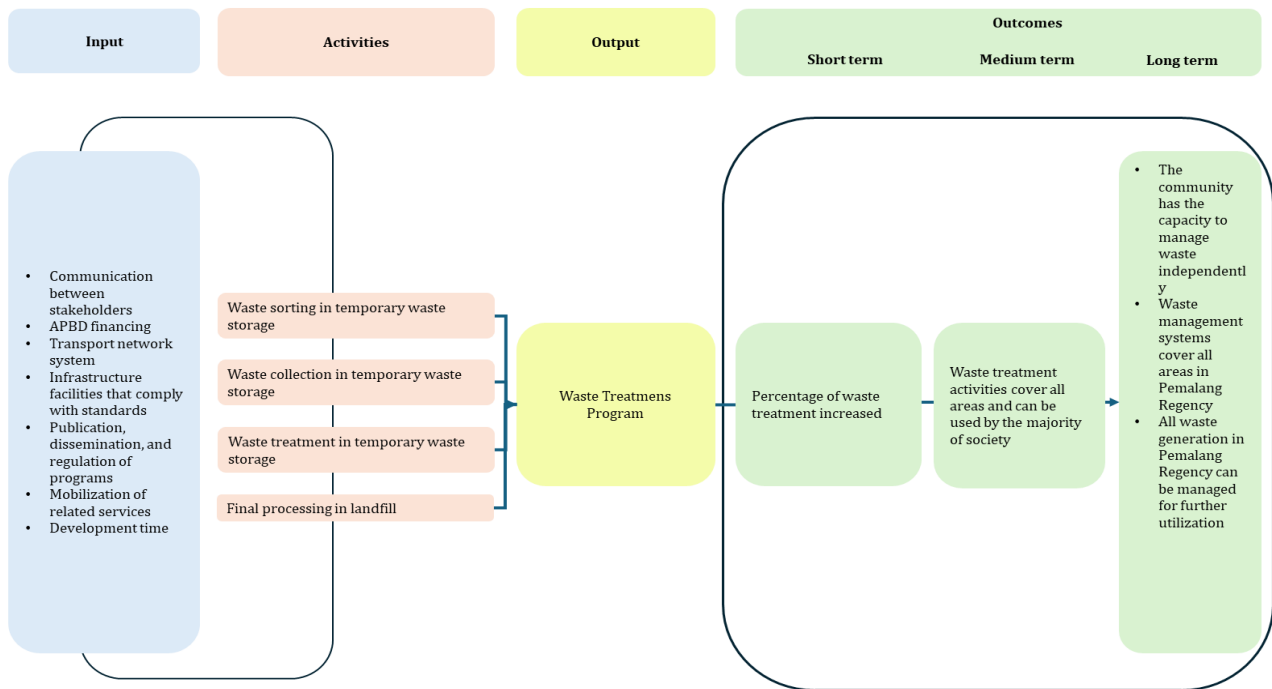 Input
Activities
Output
Outcomes
Short term
Medium term
Long term
• Communication
between
stakeholders
• APBD financing
• Transport network
system
• Infrastructure
facilities that comply
with standards
• Publication,
dissemination, and
regulation of
programs
• Mobilization of
related services
• Development time
Waste sorting in temporary waste
storage
Waste collection in temporary waste
storage
Waste treatment in temporary waste
storage
Final processing in landfill
Waste Treatmens
Program
Percentage of waste
treatment increased
Waste treatment
activities cover all
areas and can be
used by the majority
of society
• The
community
has the
capacity to
manage
waste
independentl
y
• Waste
management
systems
cover all
areas in
Pemalang
Regency
• All waste
generation in
Pemalang
Regency can
be managed
for further
utilization